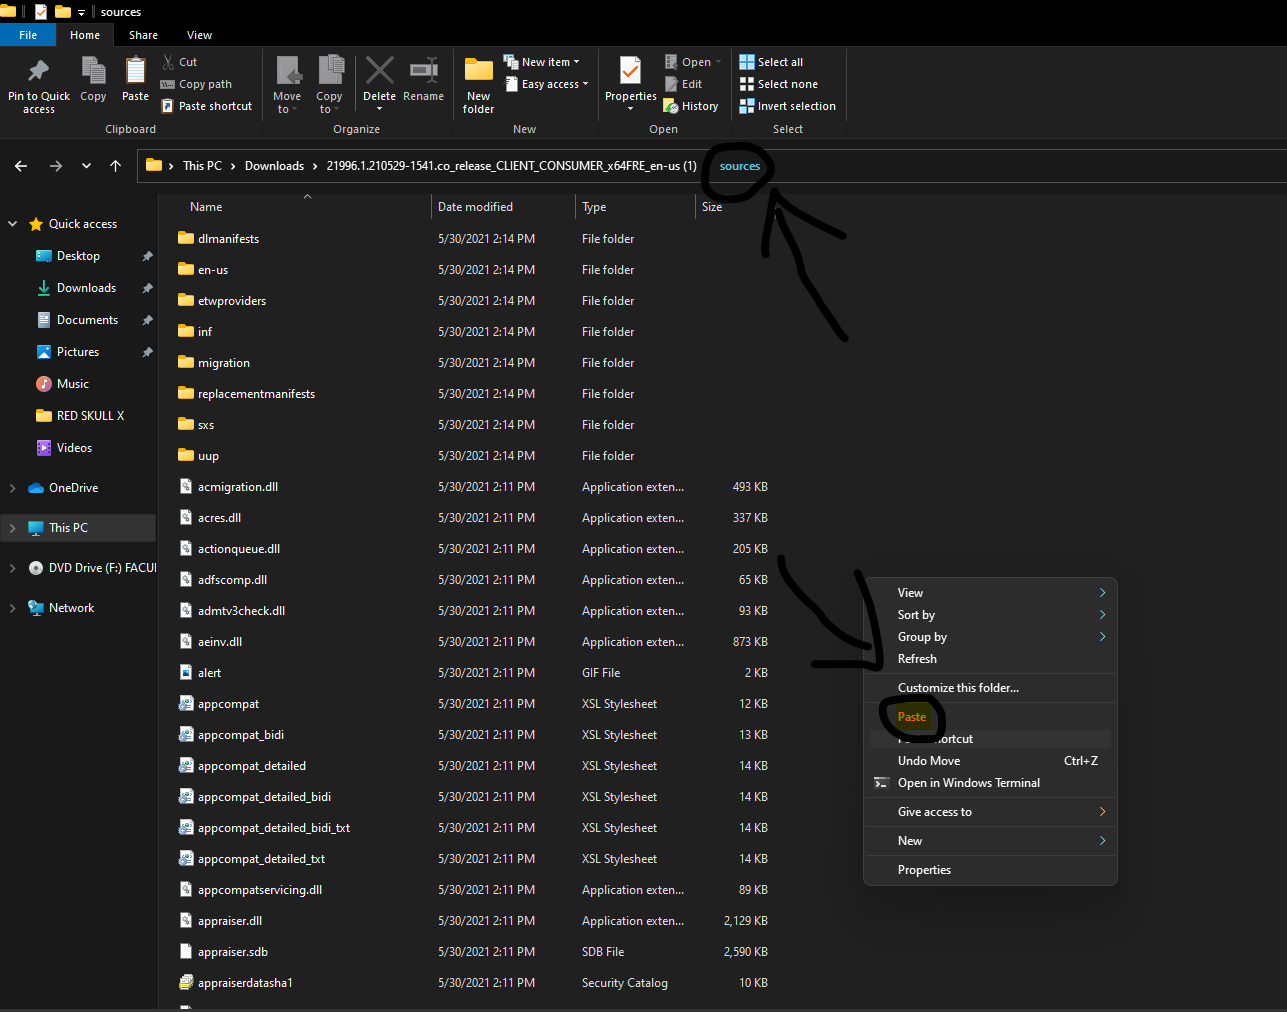 sources
File Home Share View
Pin to Quick access
Copy
Paste
Cut
Copy path
Paste shortcut
Clipboard
Move to
Copy to
Delete
Rename
Organize
New folder
New item
Easy access
New
Properties
Open
Edit
History
Open
Select all
Select none
Invert selection
Select
This PC Downloads 21996.1.210529-1541.co_release_CLIENT_CONSUMER_x64FRE_en-us (1) sources
Quick access
Desktop
Downloads
Documents
Pictures
Music
RED SKULL X
Videos
OneDrive
This PC
DVD Drive (F:) FACUI
Network
Name Date modified Type Size
dlmanifests 5/30/2021 2:14 PM File folder
en-us 5/30/2021 2:14 PM File folder
etwproviders 5/30/2021 2:14 PM File folder
inf 5/30/2021 2:14 PM File folder
migration 5/30/2021 2:14 PM File folder
replacementmanifests 5/30/2021 2:14 PM File folder
sxs 5/30/2021 2:14 PM File folder
uup 5/30/2021 2:14 PM File folder
acmigration.dll 5/30/2021 2:11 PM Application exten... 493 KB
acres.dll 5/30/2021 2:11 PM Application exten... 337 KB
actionqueue.dll 5/30/2021 2:11 PM Application exten... 205 KB
adfscomp.dll 5/30/2021 2:11 PM Application exten... 65 KB
admtv3check.dll 5/30/2021 2:11 PM Application exten... 93 KB
aeinv.dll 5/30/2021 2:11 PM Application exten... 873 KB
alert 5/30/2021 2:11 PM GIF File 2 KB
appcompat 5/30/2021 2:11 PM XSL Stylesheet 12 KB
appcompat_bidi 5/30/2021 2:11 PM XSL Stylesheet 13 KB
appcompat_detailed 5/30/2021 2:11 PM XSL Stylesheet 14 KB
appcompat_detailed_bidi 5/30/2021 2:11 PM XSL Stylesheet 14 KB
appcompat_detailed_bidi_txt 5/30/2021 2:11 PM XSL Stylesheet 14 KB
appcompat_detailed_txt 5/30/2021 2:11 PM XSL Stylesheet 14 KB
appcompatservicing.dll 5/30/2021 2:11 PM Application exten... 89 KB
appraiser.dll 5/30/2021 2:11 PM Application exten... 2,129 KB
appraiser.sdb 5/30/2021 2:11 PM SDB File 2,590 KB
appraiserdatasha1 5/30/2021 2:11 PM Security Catalog 10 KB
View
Sort by
Group by
Refresh
Customize this folder...
Paste
Undo Move Ctrl+Z
Open in Windows Terminal
Give access to
New
Properties